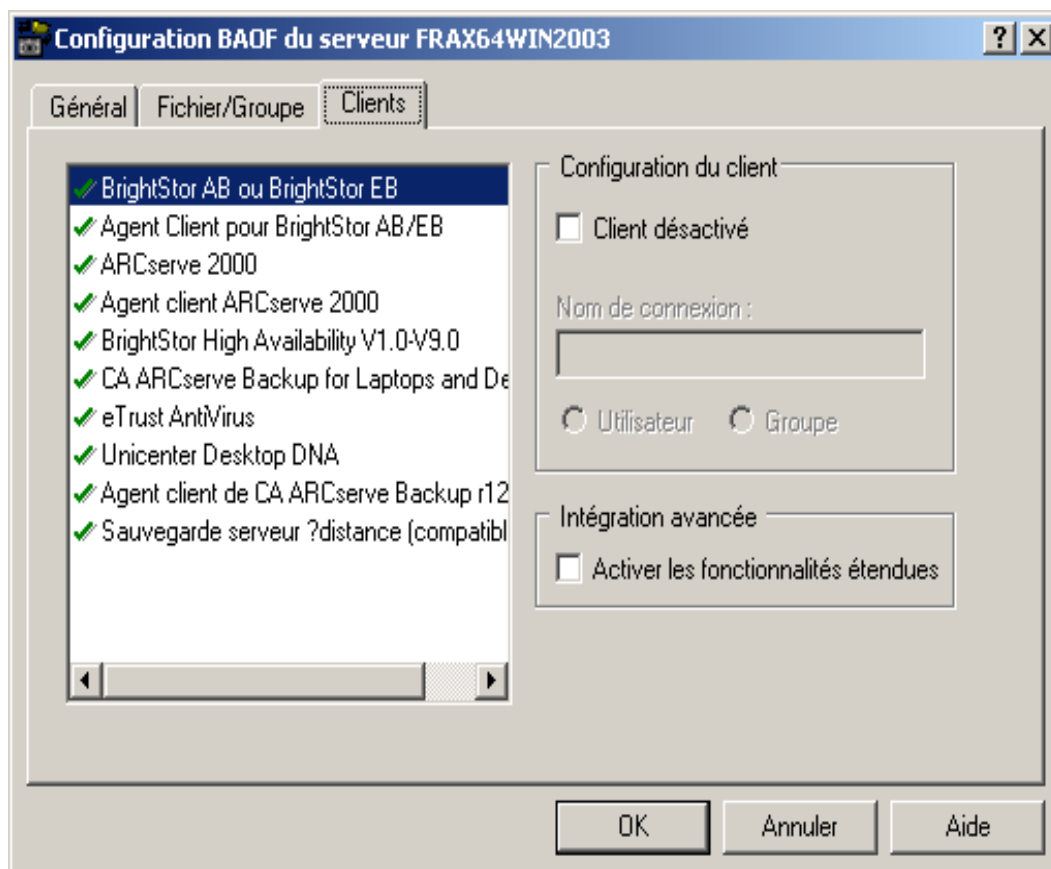 Configuration BAOF du serveur FRAX64WIN2003
Général
Fichier/Groupe
Clients
BrightStor AB ou BrightStor EB
Agent Client pour BrightStor AB/EB
ARCserve 2000
Agent client ARCserve 2000
BrightStor High Availability V1.0-V9.0
CA ARCserve Backup for Laptops and De
eTrust AntiVirus
Unicenter Desktop DNA
Agent client de CA ARCserve Backup r12
Sauvegarde serveur ?distance (compatibl
Configuration du client
Client désactivé
Nom de connexion :
Utilisateur
Groupe
Intégration avancée
Activer les fonctionnalités étendues
OK
Annuler
Aide